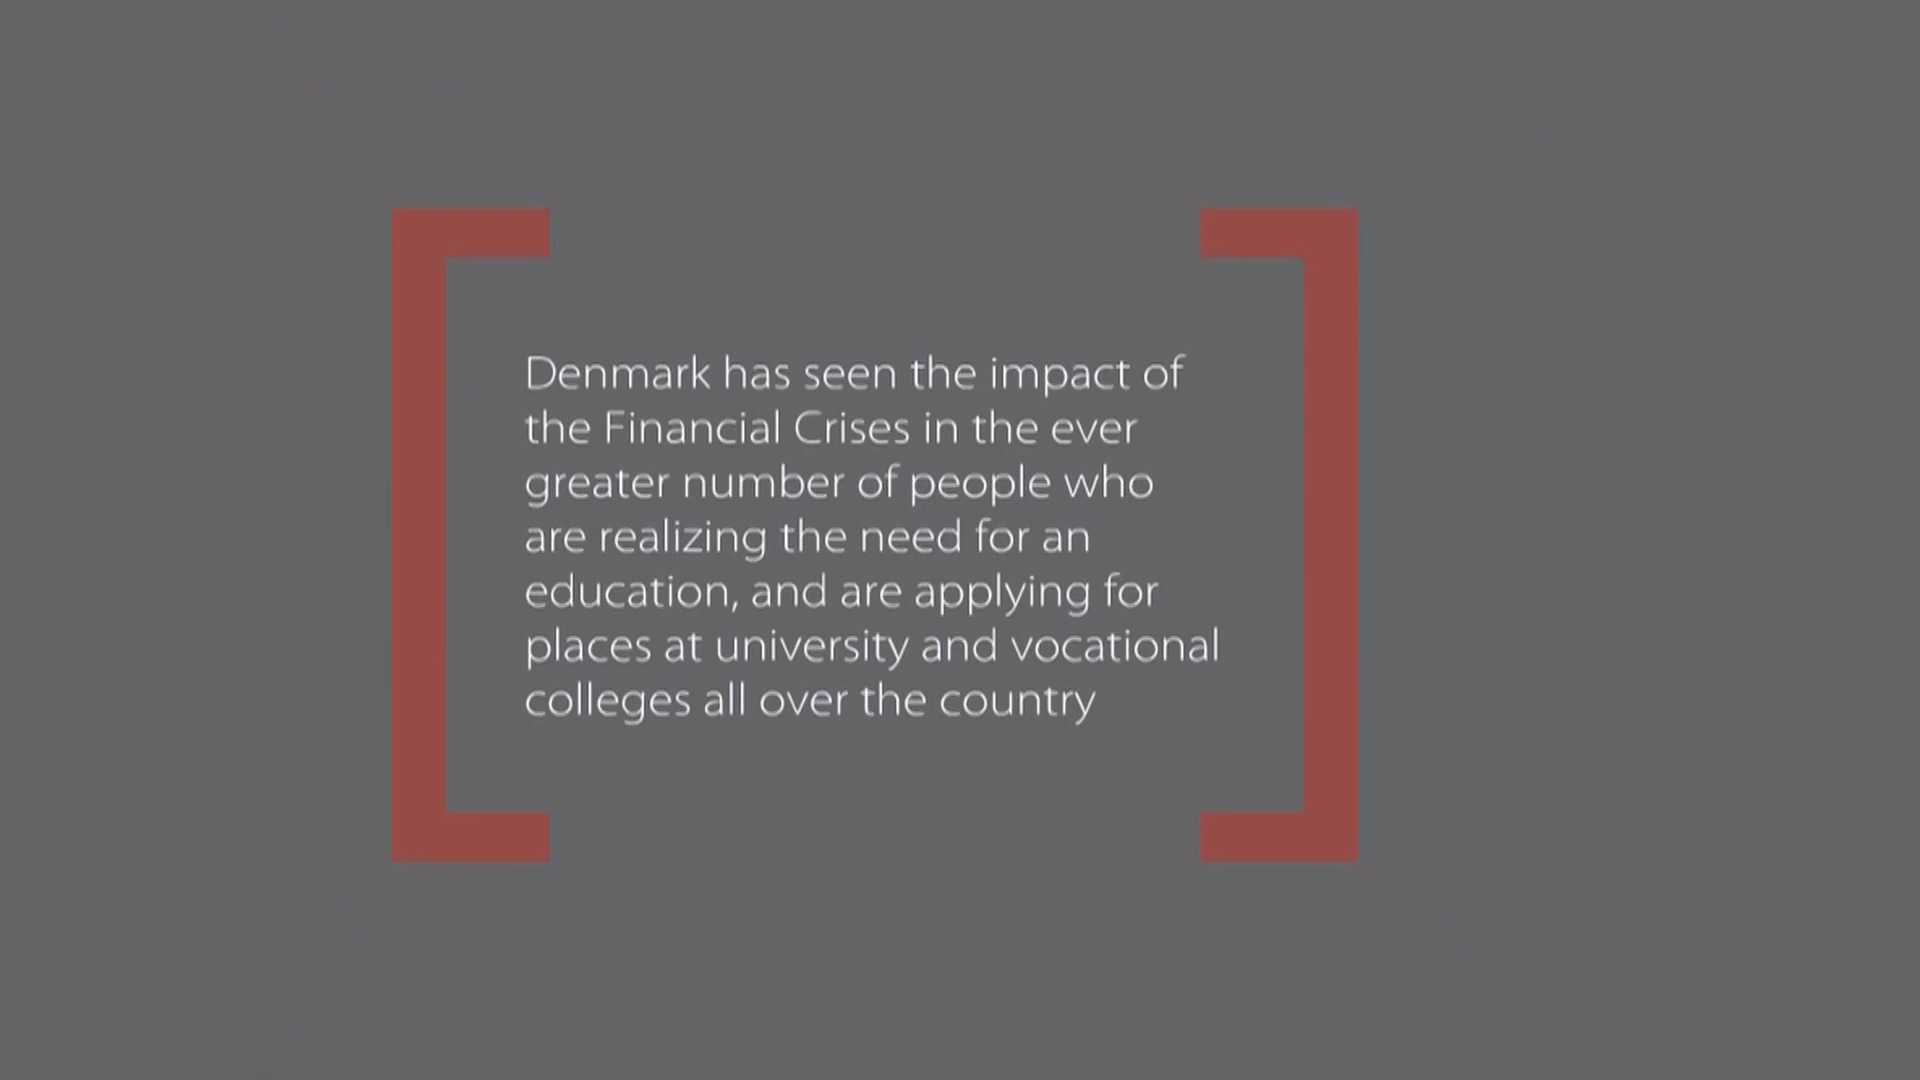 Denmark has seen the impact of
the Financial Crises in the ever
greater number of people who
are realizing the need for an
education, and are applying for
places at university and vocational
colleges all over the country